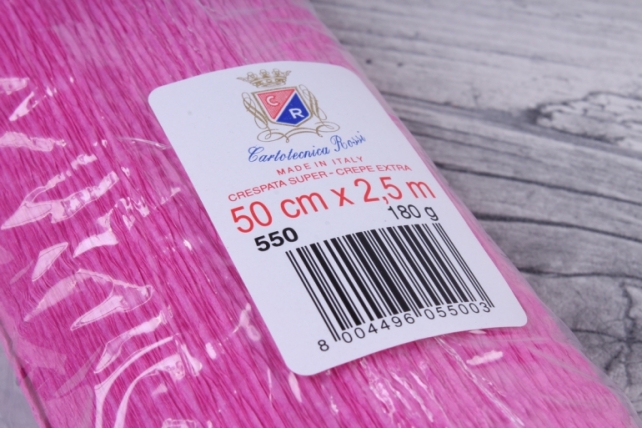 C R
Cartotecnica Rossi
MADE IN ITALY
CRESPATA SUPER - CREPE EXTRA
50 cm x 2,5 m
550 180 g
8 004496 055003